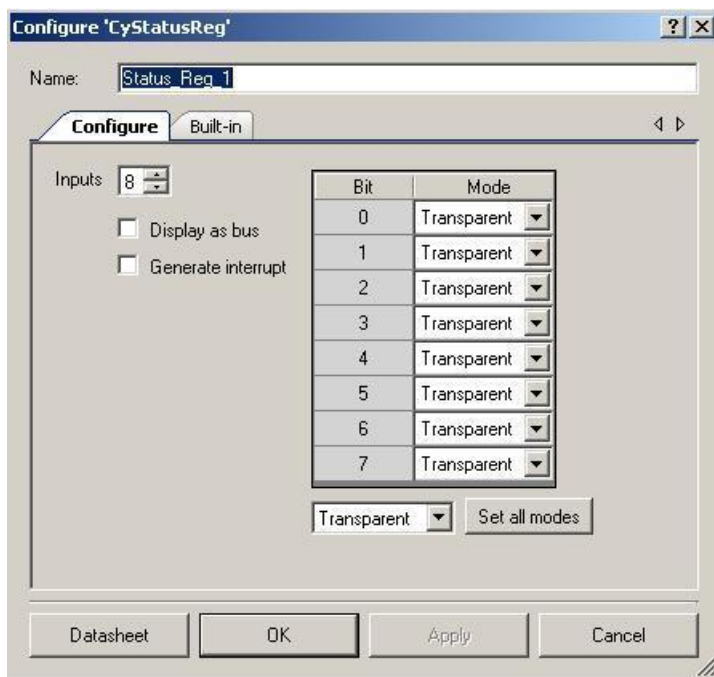 Configure 'CyStatusReg'
Name: Status_Reg_1
Configure Built-in
Inputs 8
Display as bus
Generate interrupt
Bit Mode
0 Transparent
1 Transparent
2 Transparent
3 Transparent
4 Transparent
5 Transparent
6 Transparent
7 Transparent
Transparent Set all modes
Datasheet OK Apply Cancel